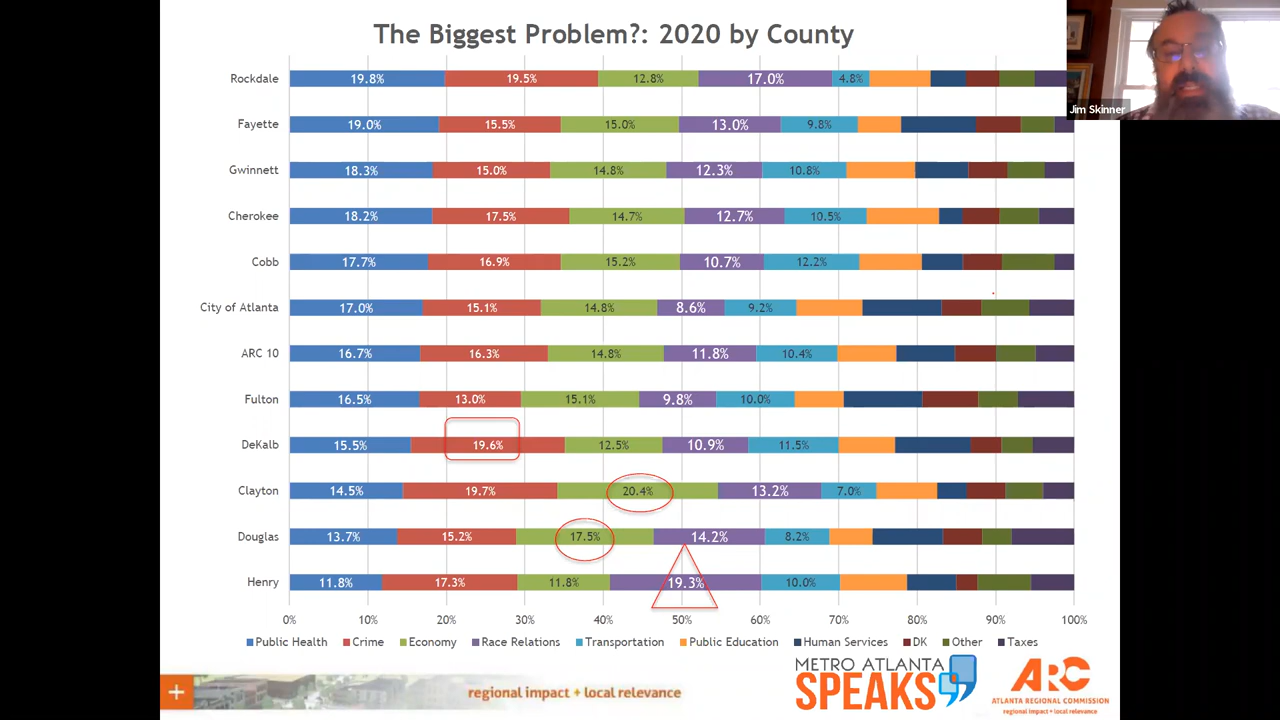 The Biggest Problem?: 2020 by County
Jim Skinner
Rockdale 19.8% 19.5% 12.8% 17.0% 4.8%
Fayette 19.0% 15.5% 15.0% 13.0% 9.8%
Gwinnett 18.3% 15.0% 14.8% 12.3% 10.8%
Cherokee 18.2% 17.5% 14.7% 12.7% 10.5%
Cobb 17.7% 16.9% 15.2% 10.7% 12.2%
City of Atlanta 17.0% 15.1% 14.8% 8.6% 9.2%
ARC 10 16.7% 16.3% 14.8% 11.8% 10.4%
Fulton 16.5% 13.0% 15.1% 9.8% 10.0%
DeKalb 15.5% 19.6% 12.5% 10.9% 11.5%
Clayton 14.5% 19.7% 20.4% 13.2% 7.0%
Douglas 13.7% 15.2% 17.5% 14.2% 8.2%
Henry 11.8% 17.3% 11.8% 19.3% 10.0%
0% 10% 20% 30% 40% 50% 60% 70% 80% 90% 100%
Public Health Crime Economy Race Relations Transportation Public Education Human Services DK Other Taxes
+ regional impact + local relevance
METRO ATLANTA
SPEAKS
ARC
ATLANTA REGIONAL COMMISSION
regional impact + local relevance